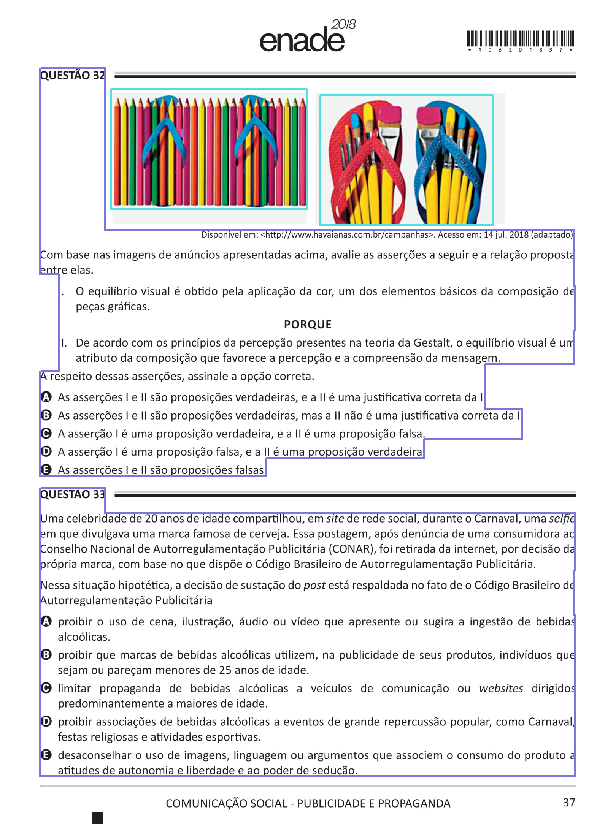 enade2018
*R3620183 7*
QUESTÃO 32
Disponível em: <http://www.havaianas.com.br/campanhas>. Acesso em: 14 jul. 2018 (adaptado)
Com base nas imagens de anúncios apresentadas acima, avalie as asserções a seguir e a relação proposta
entre elas.
I. O equilíbrio visual é obtido pela aplicação da cor, um dos elementos básicos da composição de
peças gráficas.
PORQUE
II. De acordo com os princípios da percepção presentes na teoria da Gestalt, o equilíbrio visual é um
atributo da composição que favorece a percepção e a compreensão da mensagem.
A respeito dessas asserções, assinale a opção correta.
A As asserções I e II são proposições verdadeiras, e a II é uma justificativa correta da I
B As asserções I e II são proposições verdadeiras, mas a II não é uma justificativa correta da I
C A asserção I é uma proposição verdadeira, e a II é uma proposição falsa.
D A asserção I é uma proposição falsa, e a II é uma proposição verdadeira
E As asserções I e II são proposições falsas
QUESTÃO 33
Uma celebridade de 20 anos de idade compartilhou, em site de rede social, durante o Carnaval, uma selfie
em que divulgava uma marca famosa de cerveja. Essa postagem, após denúncia de uma consumidora ao
Conselho Nacional de Autorregulamentação Publicitária (CONAR), foi retirada da internet, por decisão da
própria marca, com base no que dispõe o Código Brasileiro de Autorregulamentação Publicitária.
Nessa situação hipotética, a decisão de sustação do post está respaldada no fato de o Código Brasileiro de
Autorregulamentação Publicitária
A proibir o uso de cena, ilustração, áudio ou vídeo que apresente ou sugira a ingestão de bebidas
alcoólicas.
B proibir que marcas de bebidas alcoólicas utilizem, na publicidade de seus produtos, indivíduos que
sejam ou pareçam menores de 25 anos de idade.
C limitar propaganda de bebidas alcóolicas a veículos de comunicação ou websites dirigidos
predominantemente a maiores de idade.
D proibir associações de bebidas alcóolicas a eventos de grande repercussão popular, como Carnaval,
festas religiosas e atividades esportivas.
E desaconselhar o uso de imagens, linguagem ou argumentos que associem o consumo do produto a
atitudes de autonomia e liberdade e ao poder de sedução.
COMUNICAÇÃO SOCIAL - PUBLICIDADE E PROPAGANDA
37